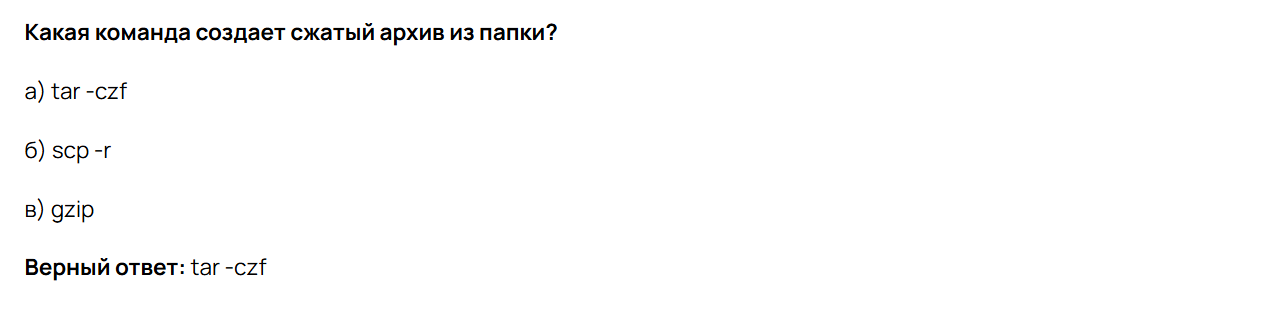 Какая команда создает сжатый архив из папки?
а) tar -czf
б) scp -r
в) gzip
Верный ответ: tar -czf